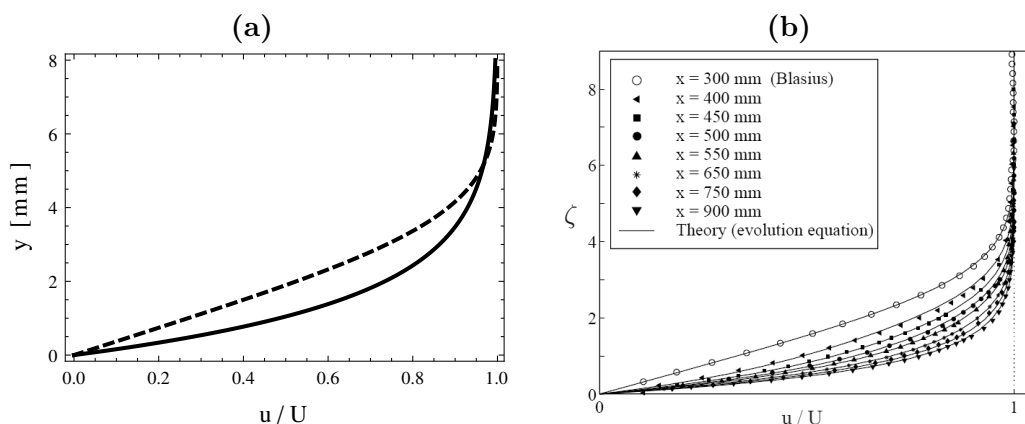 (a)
8
6
4
2
0
y [mm]
0.0 0.2 0.4 0.6 0.8 1.0
u / U
(b)
8
6
4
2
0
ζ
x = 300 mm (Blasius)
x = 400 mm
x = 450 mm
x = 500 mm
x = 550 mm
x = 650 mm
x = 750 mm
x = 900 mm
Theory (evolution equation)
0 1
u / U